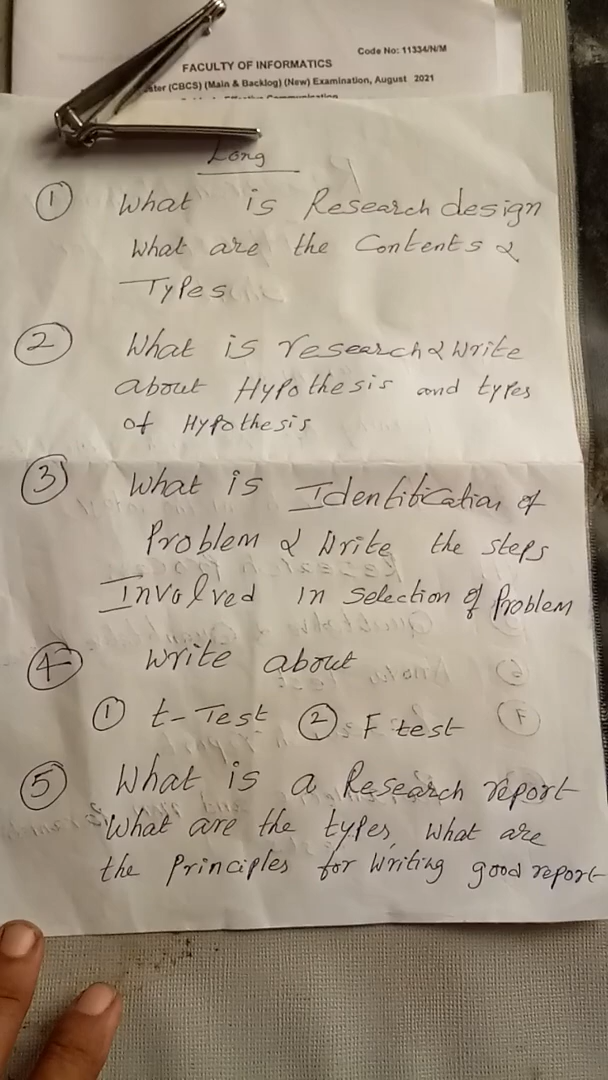 Code No: 11334/N/M
FACULTY OF INFORMATICS
ster (CBCS) (Main & Backlog) (New) Examination, August 2021
Long
① What is Research design
What are the Contents &
Types
② What is research & Write
about Hypothesis and types
of Hypothesis
③ What is Identification of
Problem & Write the steps
Involved in Selection of Problem
④ Write about
① t-Test ② F test
⑤ What is a Research report
What are the types, What are
the Principles for Writing good report